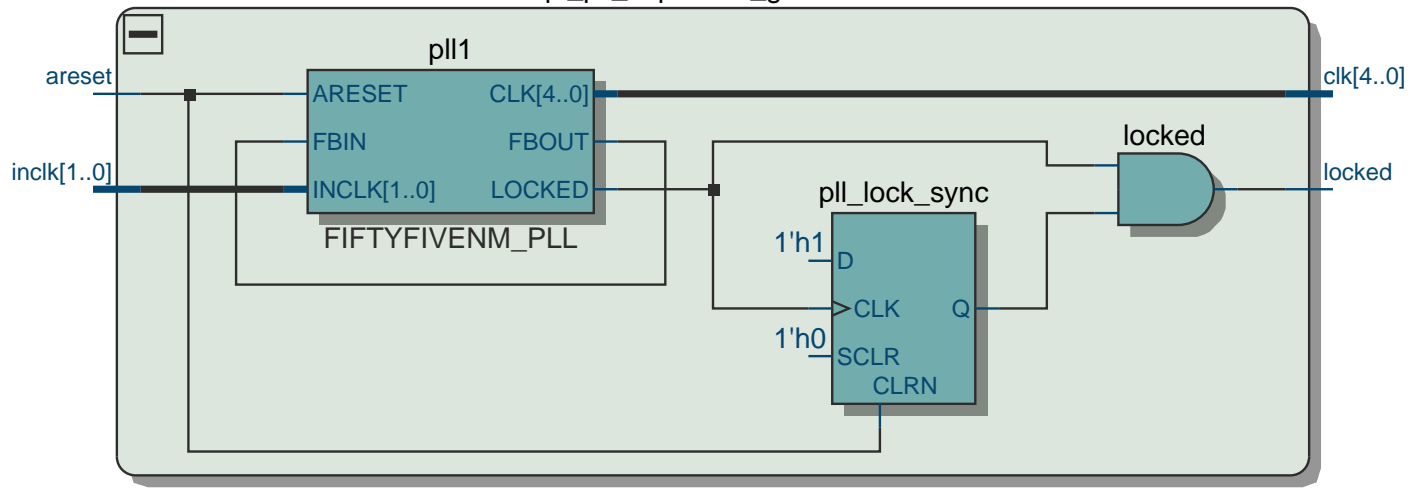 pll1
areset
ARESET
CLK[4..0]
clk[4..0]
FBIN
FBOUT
locked
inclk[1..0]
INCLK[1..0]
LOCKED
locked
FIFTYFIVENM_PLL
pll_lock_sync
1'h1
D
CLK
Q
1'h0
SCLR
CLRN